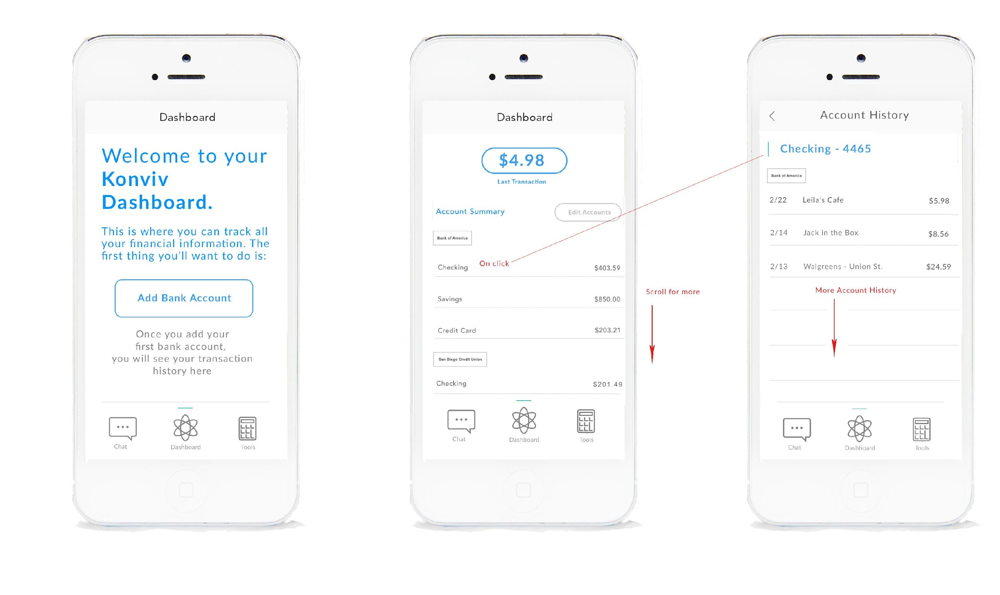 Dashboard
Welcome to your
Konviv
Dashboard.
This is where you can track all
your financial information. The
first thing you'll want to do is:
Add Bank Account
Once you add your
first bank account,
you will see your transaction
history here
Chat
Dashboard
Tools
Dashboard
$4.98
Last Transaction
Account Summary
Edit Accounts
Bank of America
Checking
On click
$403.59
Savings
$850.00
Credit Card
$203.21
San Diego Credit Union
Checking
$201.49
Chat
Dashboard
Tools
Scroll for more
Account History
Checking - 4465
Bank of America
2/22 Leila's Cafe $5.98
2/14 Jack in the Box $8.56
2/13 Walgreens - Union St. $24.59
More Account History
Chat
Dashboard
Tools